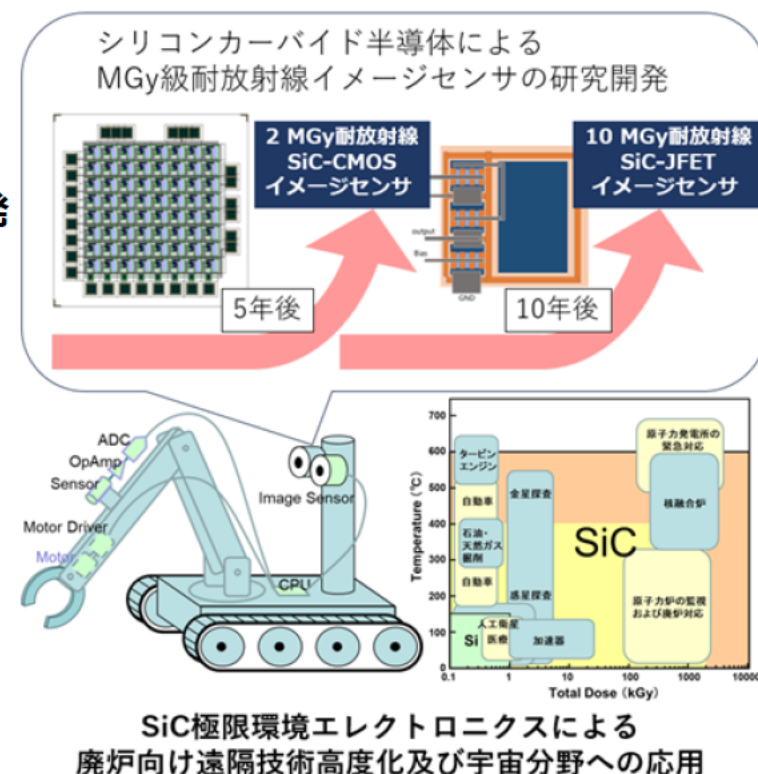 シリコンカーバイド半導体による
MGy級耐放射線イメージセンサの研究開発
発
2 MGy耐放射線
SiC-CMOS
イメージセンサ
10 MGy耐放射線
SiC-JFET
イメージセンサ
output
Bias
GND
5年後
10年後
ADC
OpAmp
Sensor
Motor Driver
Motor
Image Sensor
CPU
Temperature (℃)
700
600
500
400
300
200
100
0
タービン
エンジン
自動車
石油・
天然ガス
掘削
自動車
Si
人工衛星
医療
金星探査
惑星探査
加速器
SiC
原子力発電所の
緊急対応
核融合炉
原子炉の監視
および廃炉対応
0.1
1
10
100
1000
10000
Total Dose (kGy)
SiC極限環境エレクトロニクスによる
廃炉向け遠隔技術高度化及び宇宙分野への応用